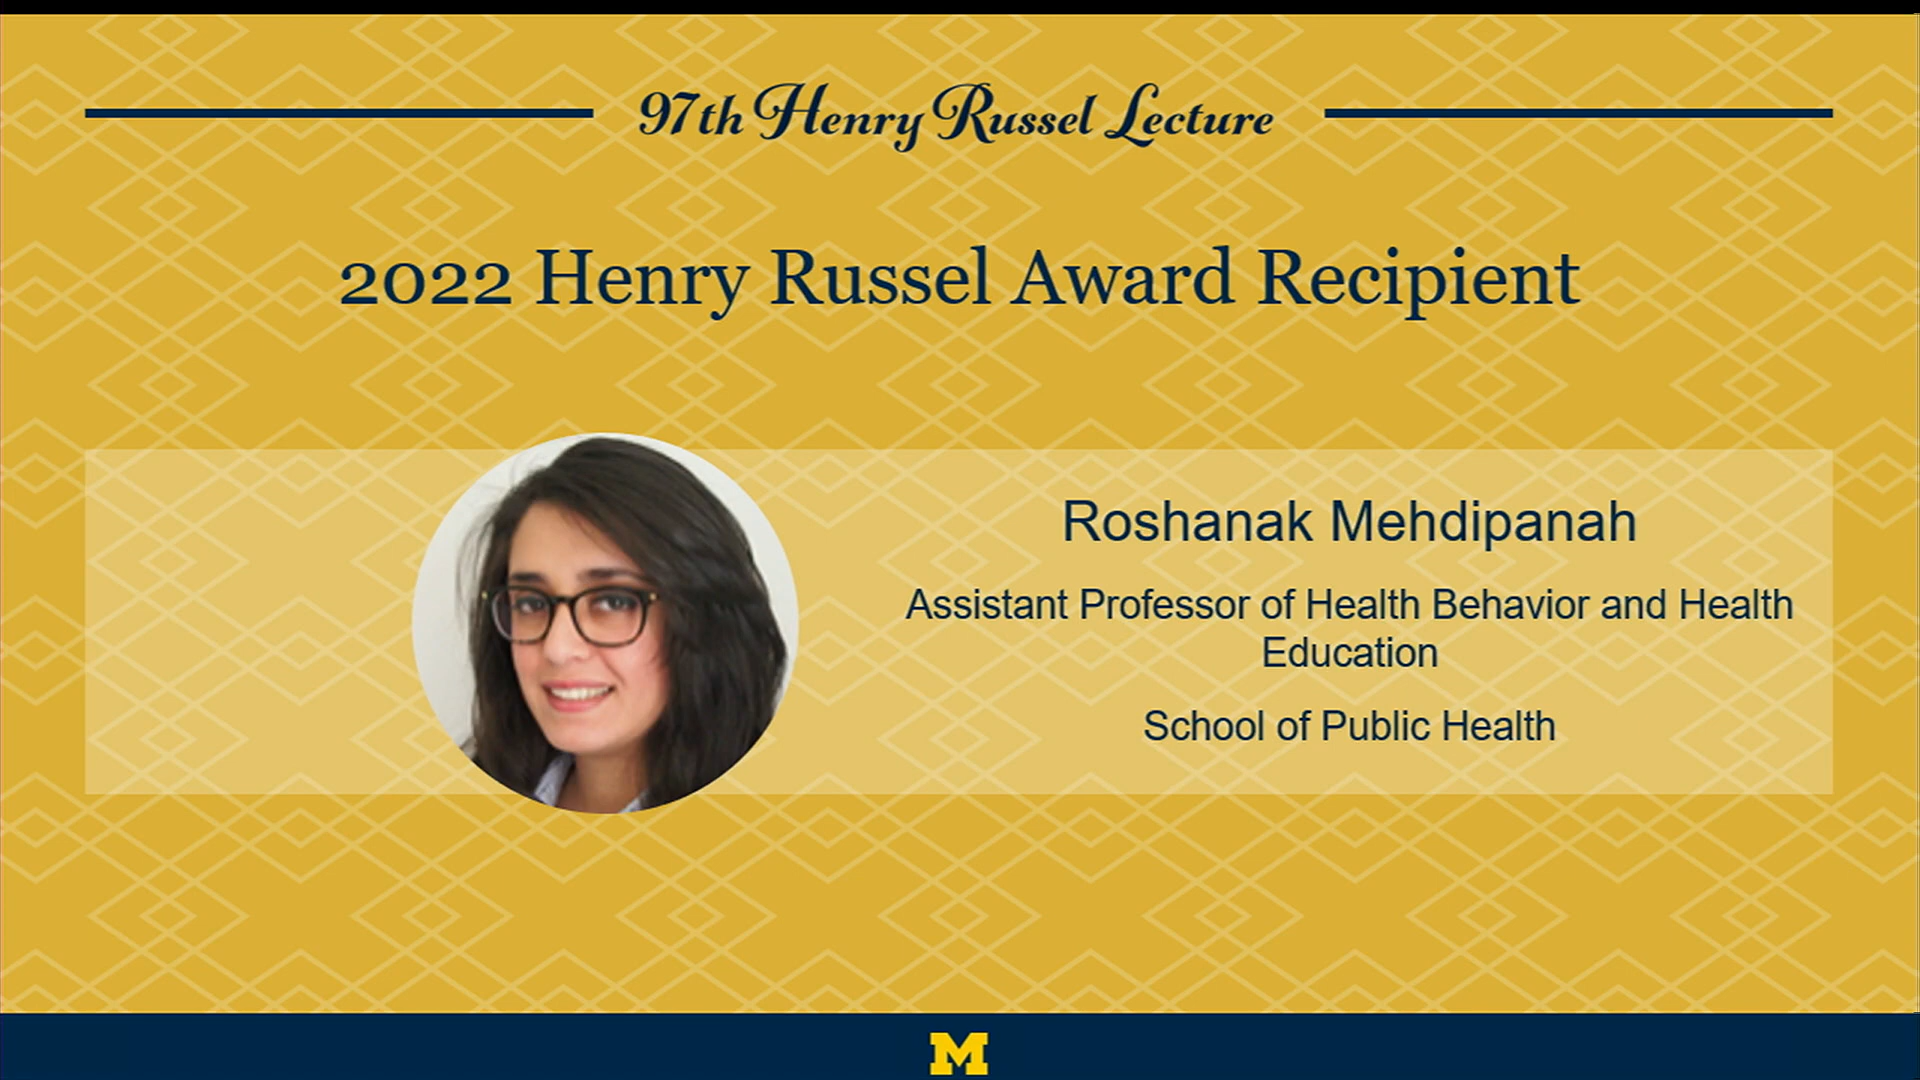 97th Henry Russel Lecture
2022 Henry Russel Award Recipient
Roshanak Mehdipanah
Assistant Professor of Health Behavior and Health
Education
School of Public Health
M